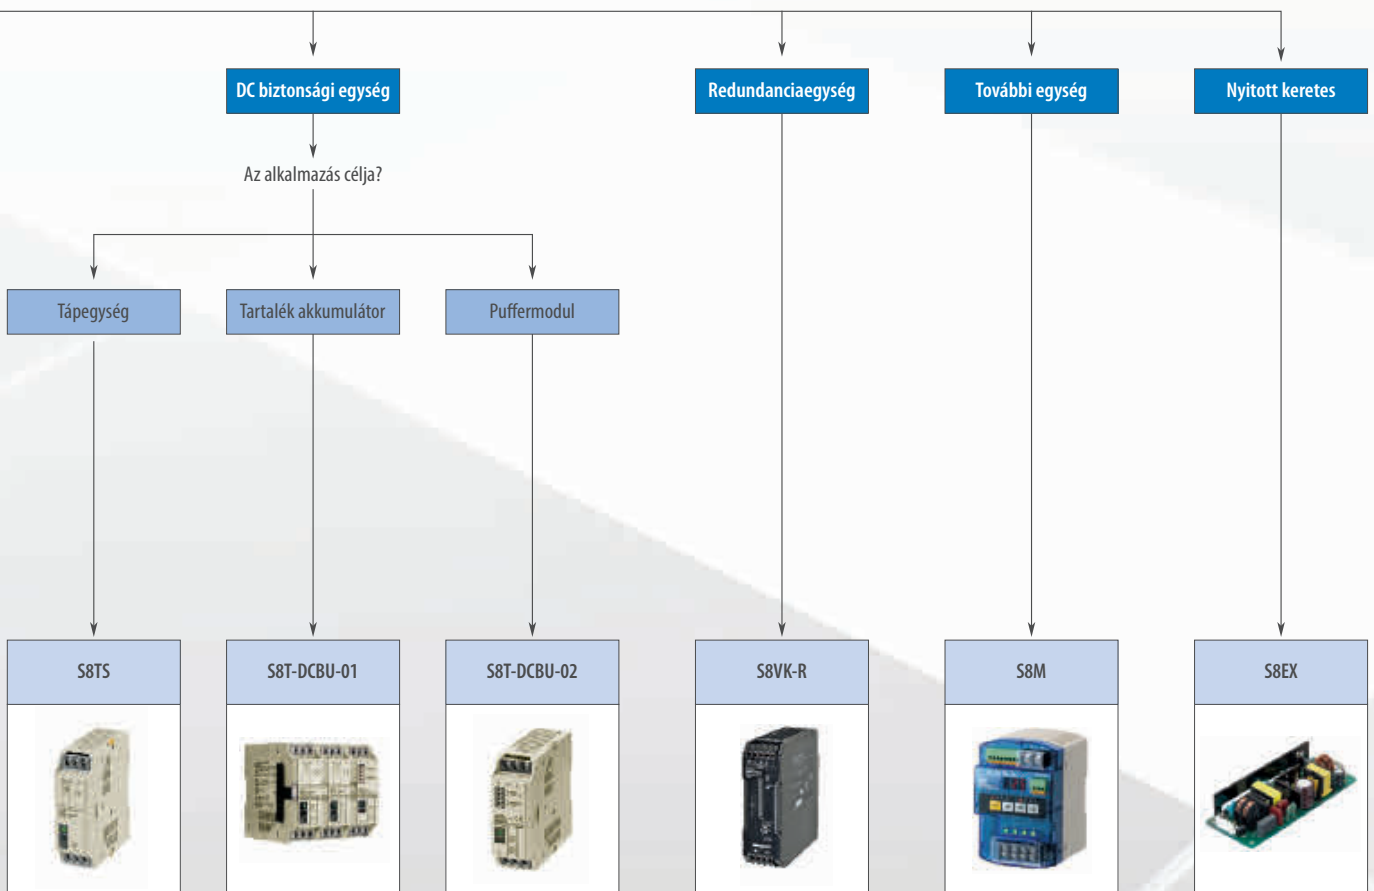 DC biztonsági egység
Redundanciaegység
További egység
Nyitott keretes
Az alkalmazás célja?
Tápegység
Tartalék akkumulátor
Puffermodul
S8TS
S8T-DCBU-01
S8T-DCBU-02
S8VK-R
S8M
S8EX